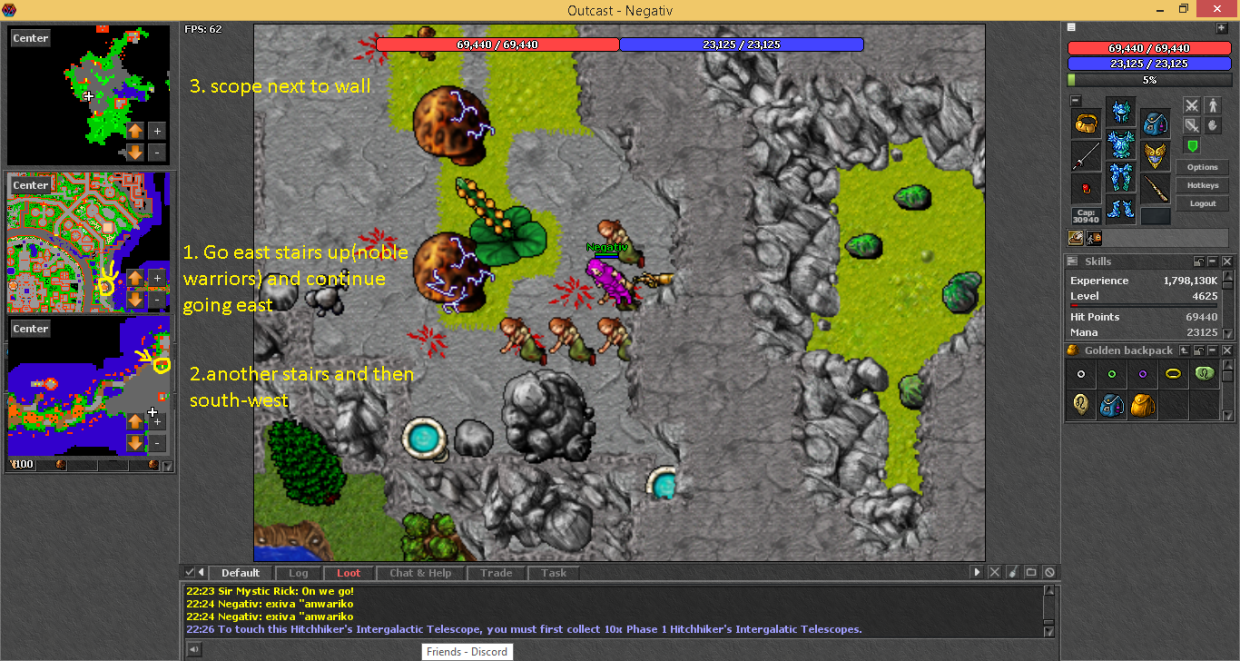 Outcast - Negativ
Center
FPS: 62
69,440 / 69,440
23,125 / 23,125
3. scope next to wall
Center
1. Go east stairs up(noble
warriors) and continue
going east
Negativ
Center
2.another stairs and then
south-west
100
69,440 / 69,440
23,125 / 23,125
5%
Cap:
30940
Options
Hotkeys
Logout
Skills
Experience 1,798,130K
Level 4625
Hit Points 69440
Mana 23125
Golden backpack
Default Log Loot Chat & Help Trade Task
22:23 Sir Mystic Rick: On we go!
22:24 Negativ: exiva "anwariko
22:24 Negativ: exiva "anwariko
22:26 To touch this Hitchhiker's Intergalactic Telescope, you must first collect 10x Phase 1 Hitchhiker's Intergalatic Telescopes.
Friends - Discord